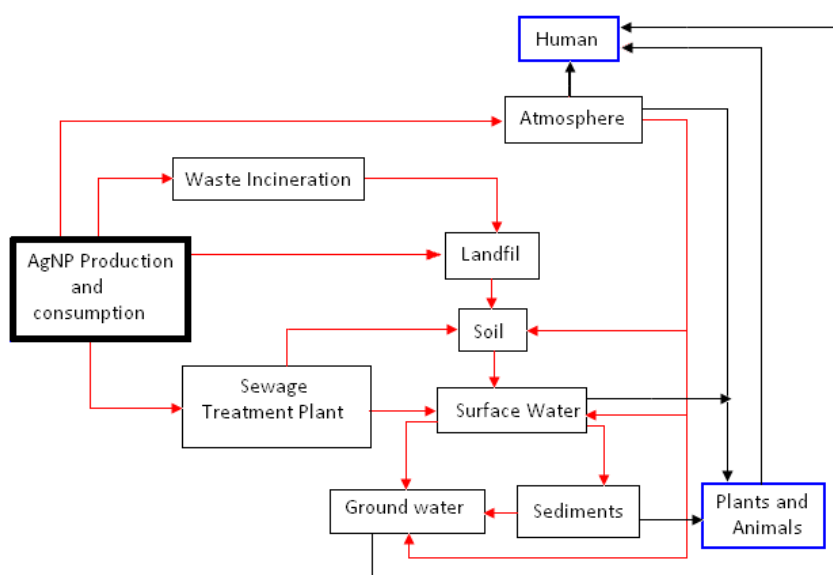 Human
Atmosphere
Waste Incineration
AgNP Production
and
consumption
Landfil
Soil
Sewage
Treatment Plant
Surface Water
Ground water
Sediments
Plants and
Animals